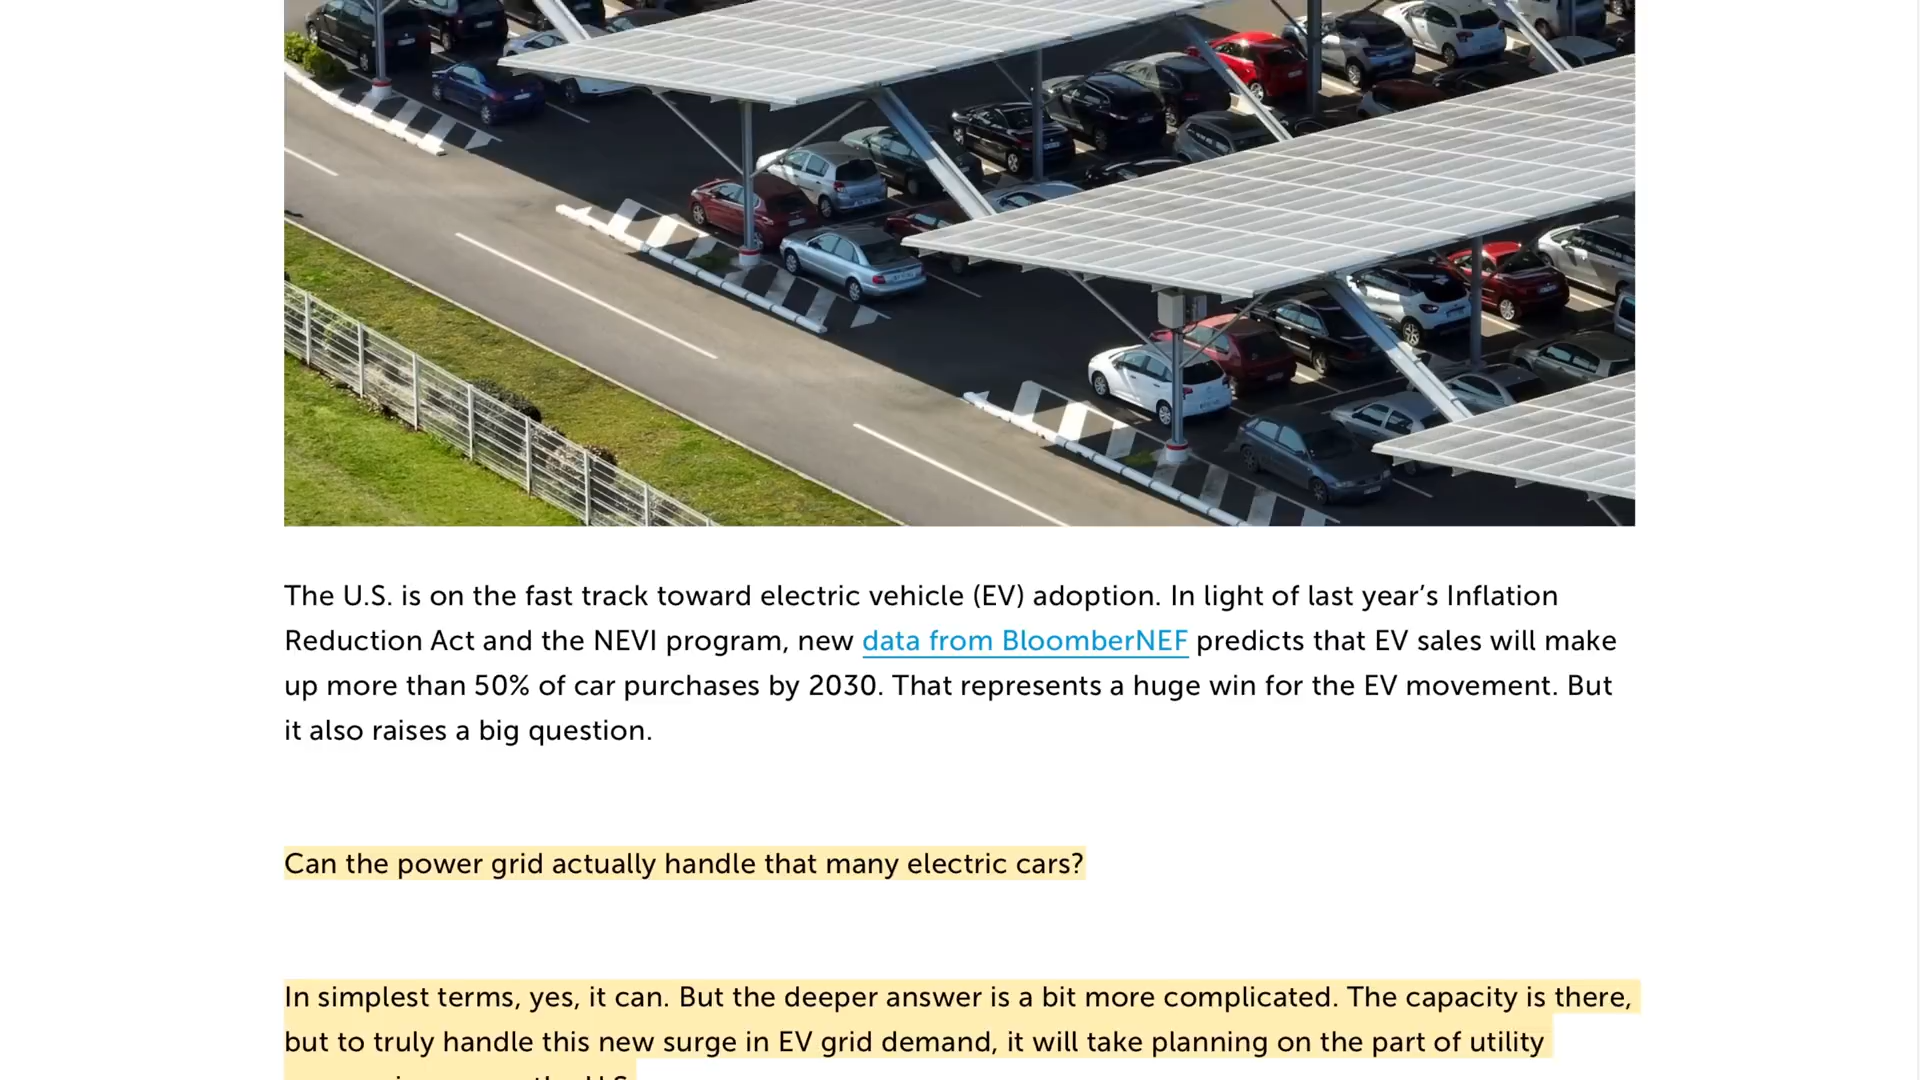 The U.S. is on the fast track toward electric vehicle (EV) adoption. In light of last year’s Inflation
Reduction Act and the NEVI program, new data from BloomberNEF predicts that EV sales will make
up more than 50% of car purchases by 2030. That represents a huge win for the EV movement. But
it also raises a big question.
Can the power grid actually handle that many electric cars?
In simplest terms, yes, it can. But the deeper answer is a bit more complicated. The capacity is there,
but to truly handle this new surge in EV grid demand, it will take planning on the part of utility
the U.S.